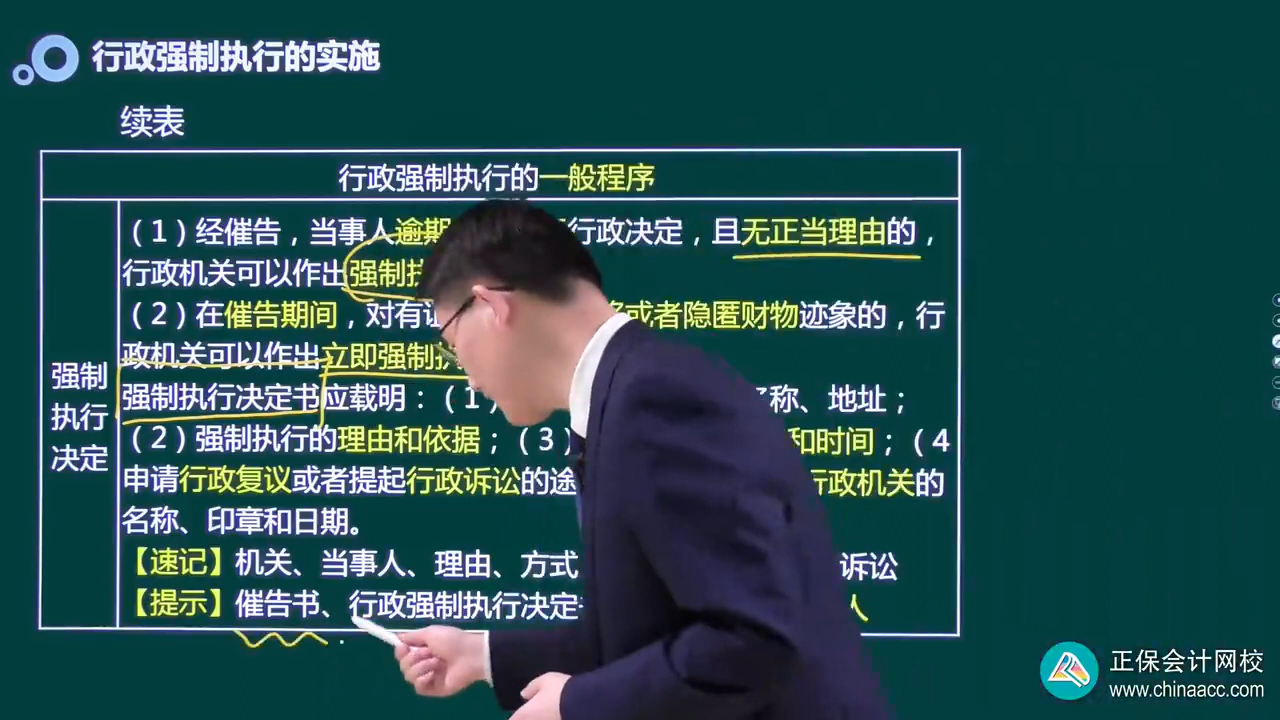 行政强制执行的实施
续表
行政强制执行的一般程序
（1）经催告，当事人逾期 行政决定，且无正当理由的，
行政机关可以作出强制执
（2）在催告期间，对有 或者隐匿财物迹象的，行
政机关可以作出立即强制执
强制执行决定
强制执行决定书应载明：（1） 名称、地址；
（2）强制执行的理由和依据；（3） 和时间；（4
申请行政复议或者提起行政诉讼的途 行政机关的
名称、印章和日期。
【速记】机关、当事人、理由、方式 诉讼
【提示】催告书、行政强制执行决定 人
正保会计网校
www.chinaacc.com